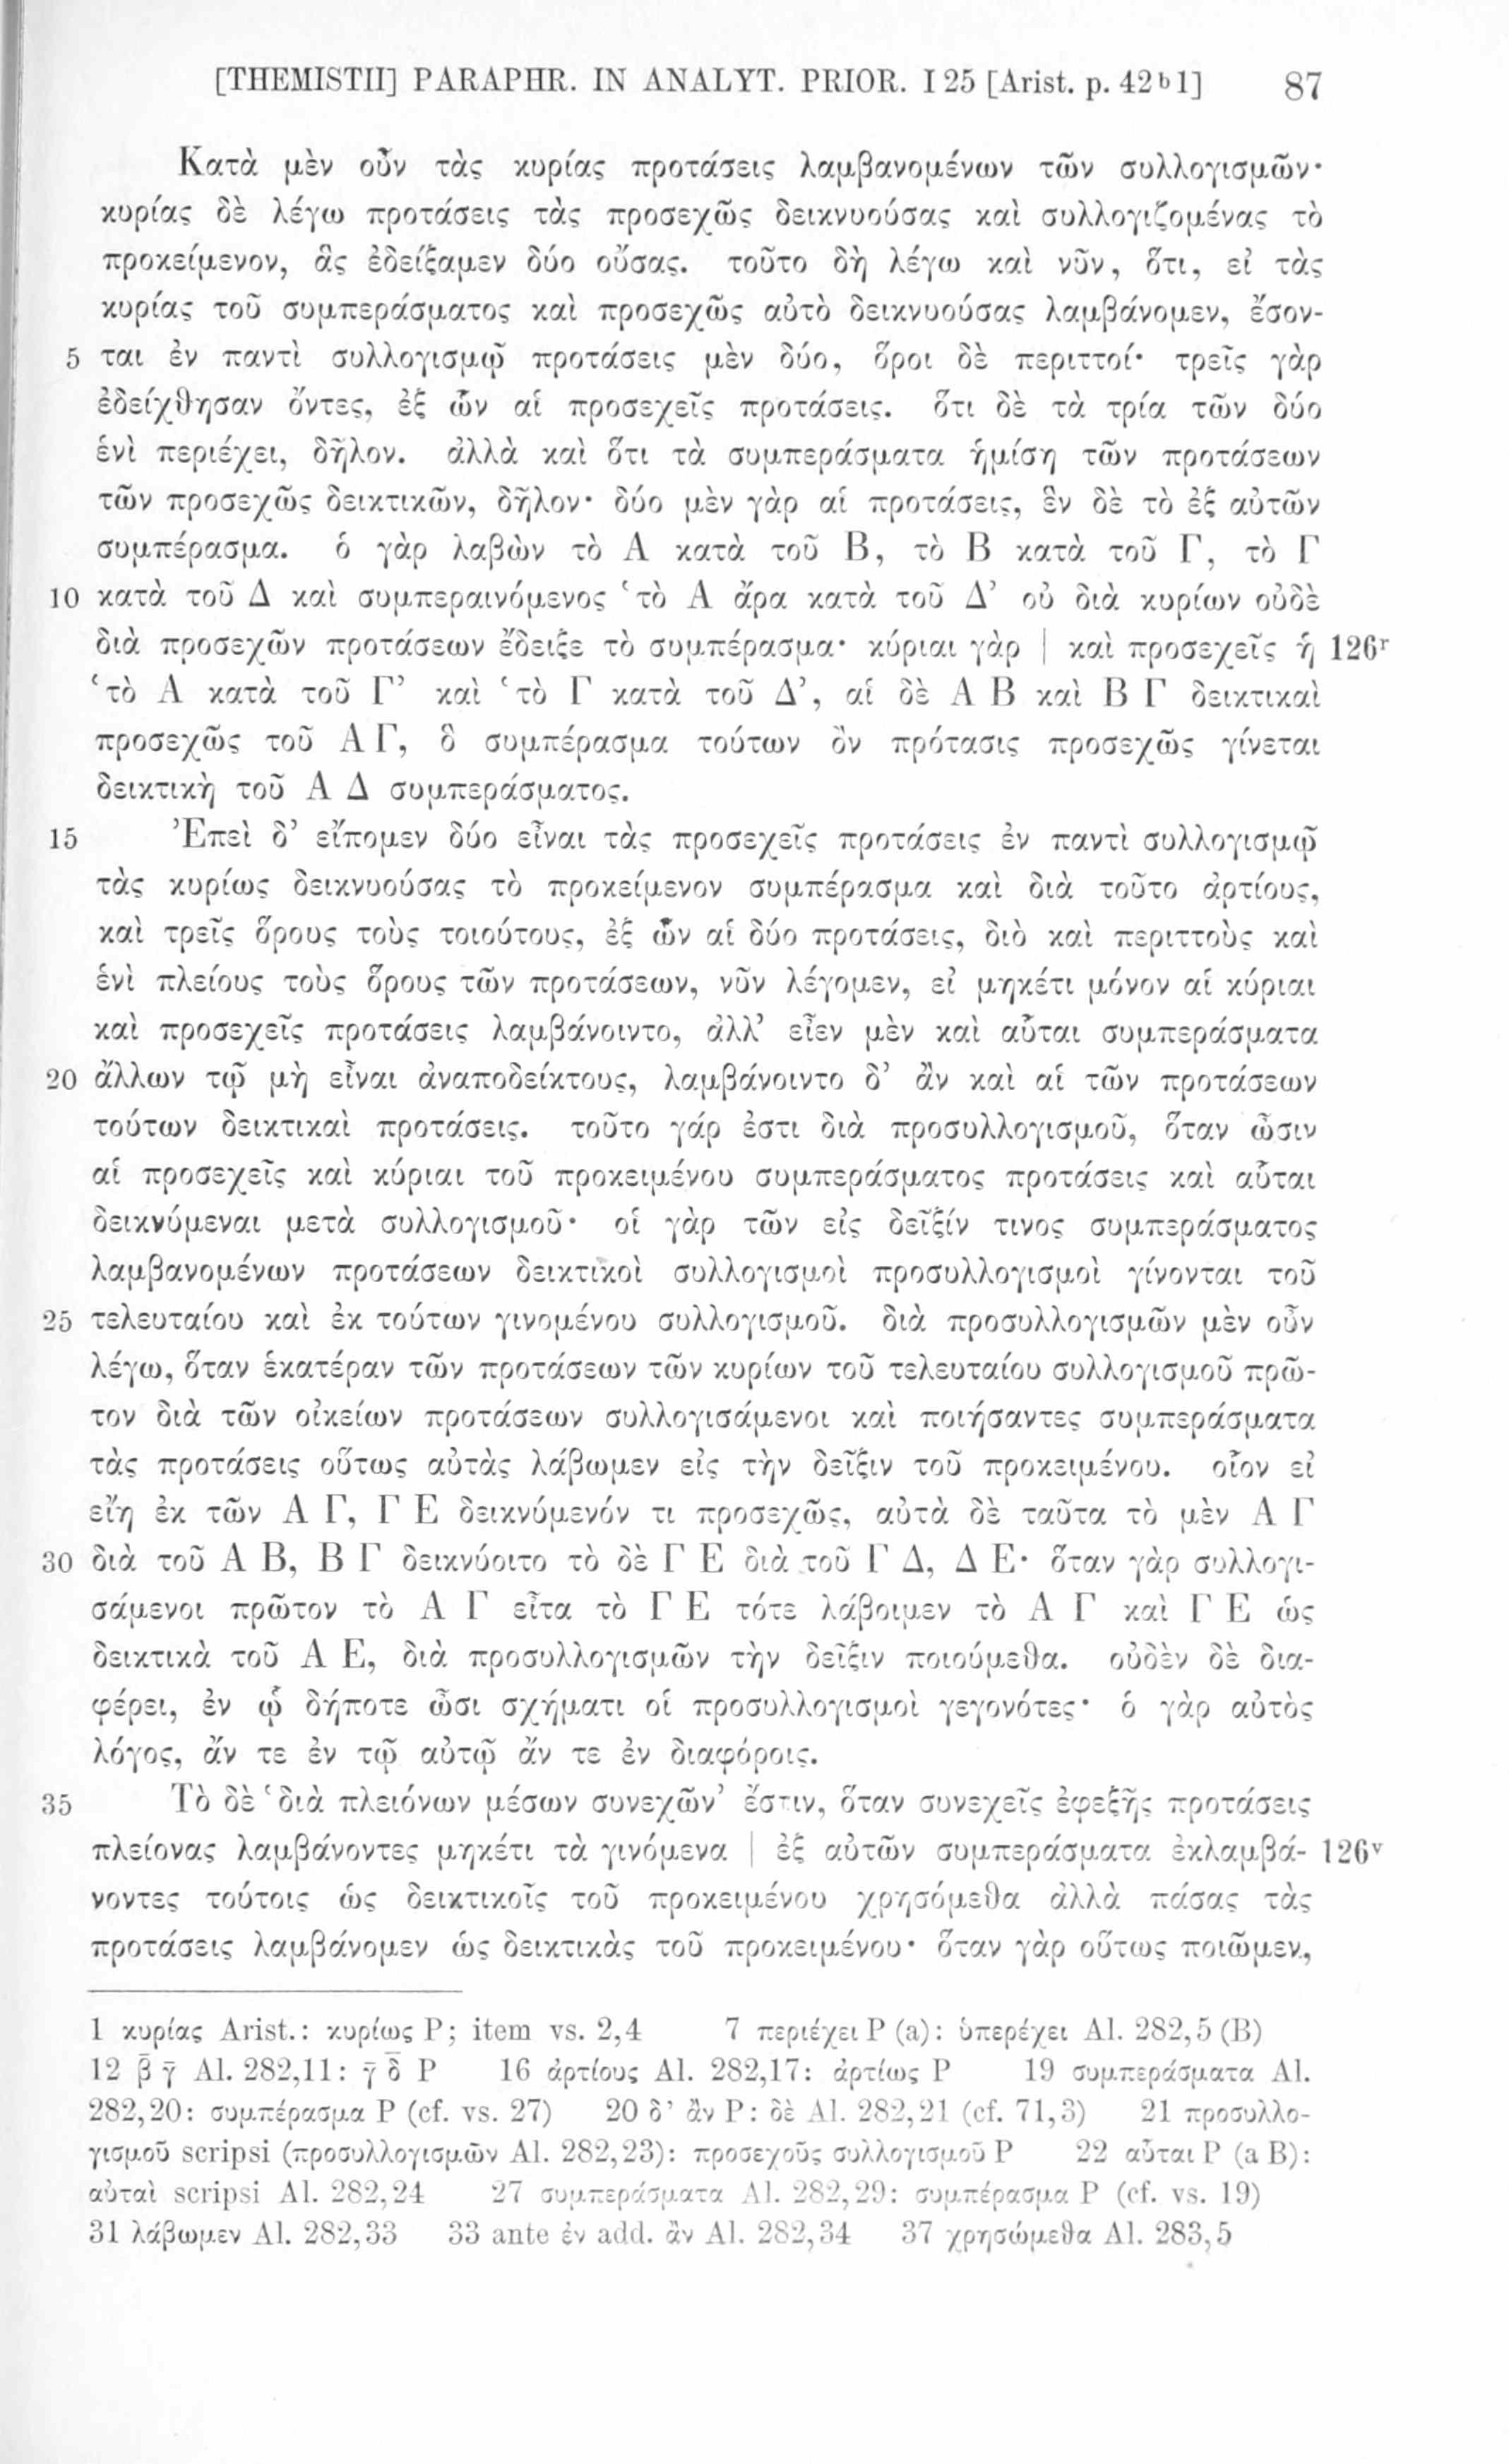 [THEMISTII] PARAPHR. IN ANALYT. PRIOR. I 25 [Arist. p. 42ᵇ1] 87
Κατὰ μὲν οὖν τὰς κυρίας προτάσεις λαμβανομένων τῶν συλλογισμῶν·
κυρίας δὲ λέγω προτάσεις τὰς προσεχῶς δεικνυούσας καὶ συλλογιζομένας τὸ
προκείμενον, ἃς ἐδείξαμεν δύο οὔσας. τοῦτο δὴ λέγω καὶ νῦν, ὅτι, εἰ τὰς
κυρίας τοῦ συμπεράσματος καὶ προσεχῶς αὐτὸ δεικνυούσας λαμβάνομεν, ἔσον-
5 ται ἐν παντὶ συλλογισμῷ προτάσεις μὲν δύο, ὅροι δὲ περιττοί· τρεῖς γὰρ
ἐδείχθησαν ὄντες, ἐξ ὧν αἱ προσεχεῖς προτάσεις. ὅτι δὲ τὰ τρία τῶν δύο
ἑνὶ περιέχει, δῆλον. ἀλλὰ καὶ ὅτι τὰ συμπεράσματα ἡμίση τῶν προτάσεων
τῶν προσεχῶς δεικτικῶν, δῆλον· δύο μὲν γὰρ αἱ προτάσεις, ἓν δὲ τὸ ἐξ αὐτῶν
συμπέρασμα. ὁ γὰρ λαβὼν τὸ Α κατὰ τοῦ Β, τὸ Β κατὰ τοῦ Γ, τὸ Γ
10 κατὰ τοῦ Δ καὶ συμπεραινόμενος ‘τὸ Α ἄρα κατὰ τοῦ Δ’ οὐ διὰ κυρίων οὐδὲ
διὰ προσεχῶν προτάσεων ἔδειξε τὸ συμπέρασμα· κύριαι γὰρ | καὶ προσεχεῖς ἡ 126ʳ
‘τὸ Α κατὰ τοῦ Γ’ καὶ ‘τὸ Γ κατὰ τοῦ Δ’, αἱ δὲ Α Β καὶ Β Γ δεικτικαὶ
προσεχῶς τοῦ Α Γ, ὃ συμπέρασμα τούτων ὂν πρότασις προσεχῶς γίνεται
δεικτικὴ τοῦ Α Δ συμπεράσματος.
15 Ἐπεὶ δ’ εἴπομεν δύο εἶναι τὰς προσεχεῖς προτάσεις ἐν παντὶ συλλογισμῷ
τὰς κυρίως δεικνυούσας τὸ προκείμενον συμπέρασμα καὶ διὰ τοῦτο ἀρτίους,
καὶ τρεῖς ὅρους τοὺς τοιούτους, ἐξ ὧν αἱ δύο προτάσεις, διὸ καὶ περιττοὺς καὶ
ἑνὶ πλείους τοὺς ὅρους τῶν προτάσεων, νῦν λέγομεν, εἰ μηκέτι μόνον αἱ κύριαι
καὶ προσεχεῖς προτάσεις λαμβάνοιντο, ἀλλ’ εἶεν μὲν καὶ αὗται συμπεράσματα
20 ἄλλων τῷ μὴ εἶναι ἀναποδείκτους, λαμβάνοιντο δ’ ἂν καὶ αἱ τῶν προτάσεων
τούτων δεικτικαὶ προτάσεις. τοῦτο γάρ ἐστι διὰ προσυλλογισμοῦ, ὅταν ὦσιν
αἱ προσεχεῖς καὶ κύριαι τοῦ προκειμένου συμπεράσματος προτάσεις καὶ αὗται
δεικνύμεναι μετὰ συλλογισμοῦ· οἱ γὰρ τῶν εἰς δεῖξίν τινος συμπεράσματος
λαμβανομένων προτάσεων δεικτικοὶ συλλογισμοὶ προσυλλογισμοὶ γίνονται τοῦ
25 τελευταίου καὶ ἐκ τούτων γινομένου συλλογισμοῦ. διὰ προσυλλογισμῶν μὲν οὖν
λέγω, ὅταν ἑκατέραν τῶν προτάσεων τῶν κυρίων τοῦ τελευταίου συλλογισμοῦ πρῶ-
τον διὰ τῶν οἰκείων προτάσεων συλλογισάμενοι καὶ ποιήσαντες συμπεράσματα
τὰς προτάσεις οὕτως αὐτὰς λάβωμεν εἰς τὴν δεῖξιν τοῦ προκειμένου. οἷον εἰ
εἴη ἐκ τῶν Α Γ, Γ Ε δεικνύμενόν τι προσεχῶς, αὐτὰ δὲ ταῦτα τὸ μὲν Α Γ
30 διὰ τοῦ Α Β, Β Γ δεικνύοιτο τὸ δὲ Γ Ε διὰ τοῦ Γ Δ, Δ Ε· ὅταν γὰρ συλλογι-
σάμενοι πρῶτον τὸ Α Γ εἶτα τὸ Γ Ε τότε λάβοιμεν τὸ Α Γ καὶ Γ Ε ὡς
δεικτικὰ τοῦ Α Ε, διὰ προσυλλογισμῶν τὴν δεῖξιν ποιούμεθα. οὐδὲν δὲ δια-
φέρει, ἐν ᾧ δήποτε ὦσι σχήματι οἱ προσυλλογισμοὶ γεγονότες· ὁ γὰρ αὐτὸς
λόγος, ἄν τε ἐν τῷ αὐτῷ ἄν τε ἐν διαφόροις.
35 Τὸ δὲ ‘διὰ πλειόνων μέσων συνεχῶν’ ἔστιν, ὅταν συνεχεῖς ἐφεξῆς προτάσεις
πλείονας λαμβάνοντες μηκέτι τὰ γινόμενα | ἐξ αὐτῶν συμπεράσματα ἐκλαμβά- 126ᵛ
νοντες τούτοις ὡς δεικτικοῖς τοῦ προκειμένου χρησόμεθα ἀλλὰ πάσας τὰς
προτάσεις λαμβάνομεν ὡς δεικτικὰς τοῦ προκειμένου· ὅταν γὰρ οὕτως ποιῶμεν,
1 κυρίας Arist.: κυρίως P; item vs. 2,4 7 περιέχει P (a): ὑπερέχει Al. 282,5 (B)
12 β̄ γ̄ Al. 282,11: γ̄ δ̄ P 16 ἀρτίους Al. 282,17: ἀρτίως P 19 συμπεράσματα Al.
282,20: συμπέρασμα P (cf. vs. 27) 20 δ’ ἂν P: δὲ Al. 282,21 (cf. 71,3) 21 προσυλλο-
γισμοῦ scripsi (προσυλλογισμῶν Al. 282,23): προσεχοῦς συλλογισμοῦ P 22 αὗται P (a B):
αὐταὶ scripsi Al. 282,24 27 συμπεράσματα Al. 282,29: συμπέρασμα P (cf. vs. 19)
31 λάβωμεν Al. 282,33 33 ante ἐν add. ἂν Al. 282,34 37 χρησώμεθα Al. 283,5